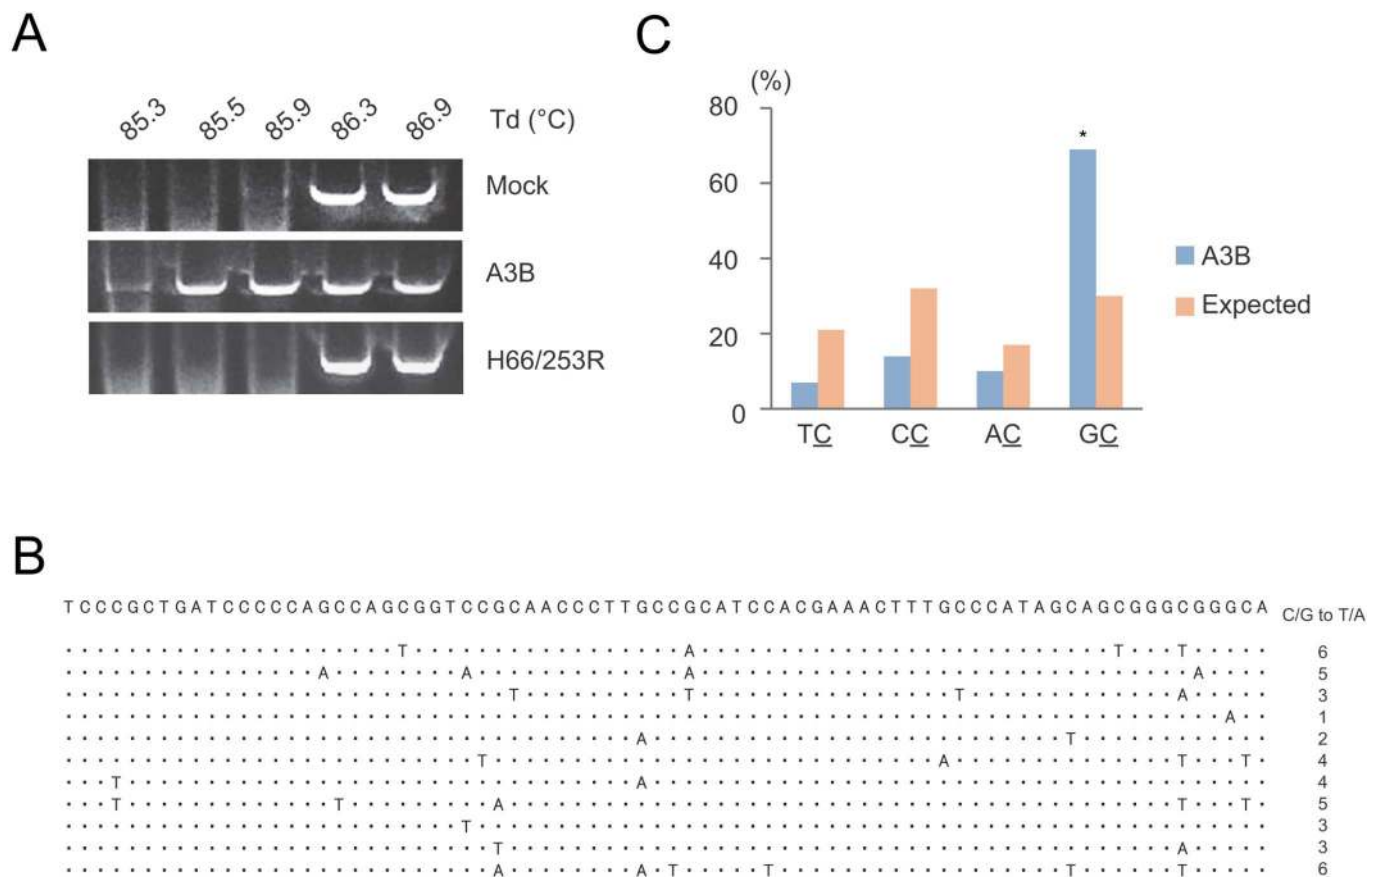 A
85.3 85.5 85.9 86.3 86.9 Td (°C)
Mock
A3B
H66/253R
C
(%)
80
60
40
20
0
*
TC CC AC GC
A3B
Expected
B
TCCCGCTGATCCCCCAGCCAGCGGTCCGCAACCCTTGCCGCATCCACGAAACTTTGCCCATAGCAGCGGGCGGGCA C/G to T/A
T A T T 6
A A A A 5
T T T A 3
A 1
A T 2
T A T T 4
T A 4
T T A T T 5
T 3
T A 3
A A T T T T 6